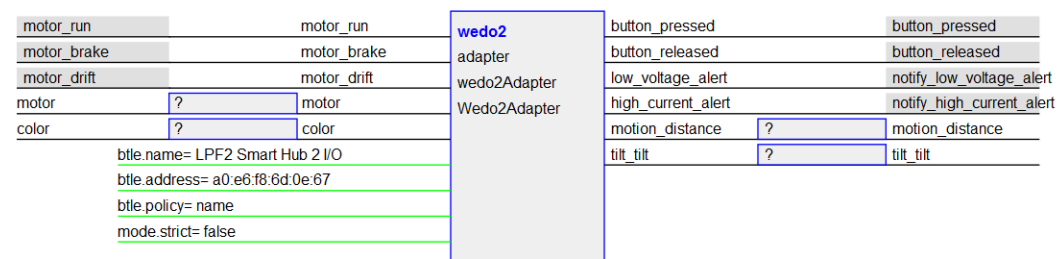 motor_run motor_run wedo2 button_pressed button_pressed
motor_brake motor_brake adapter button_released button_released
motor_drift motor_drift wedo2Adapter low_voltage_alert notify_low_voltage_alert
motor ? motor Wedo2Adapter high_current_alert notify_high_current_alert
color ? color motion_distance ? motion_distance
btle.name= LPF2 Smart Hub 2 I/O tilt_tilt ? tilt_tilt
btle.address= a0:e6:f8:6d:0e:67
btle.policy= name
mode.strict= false